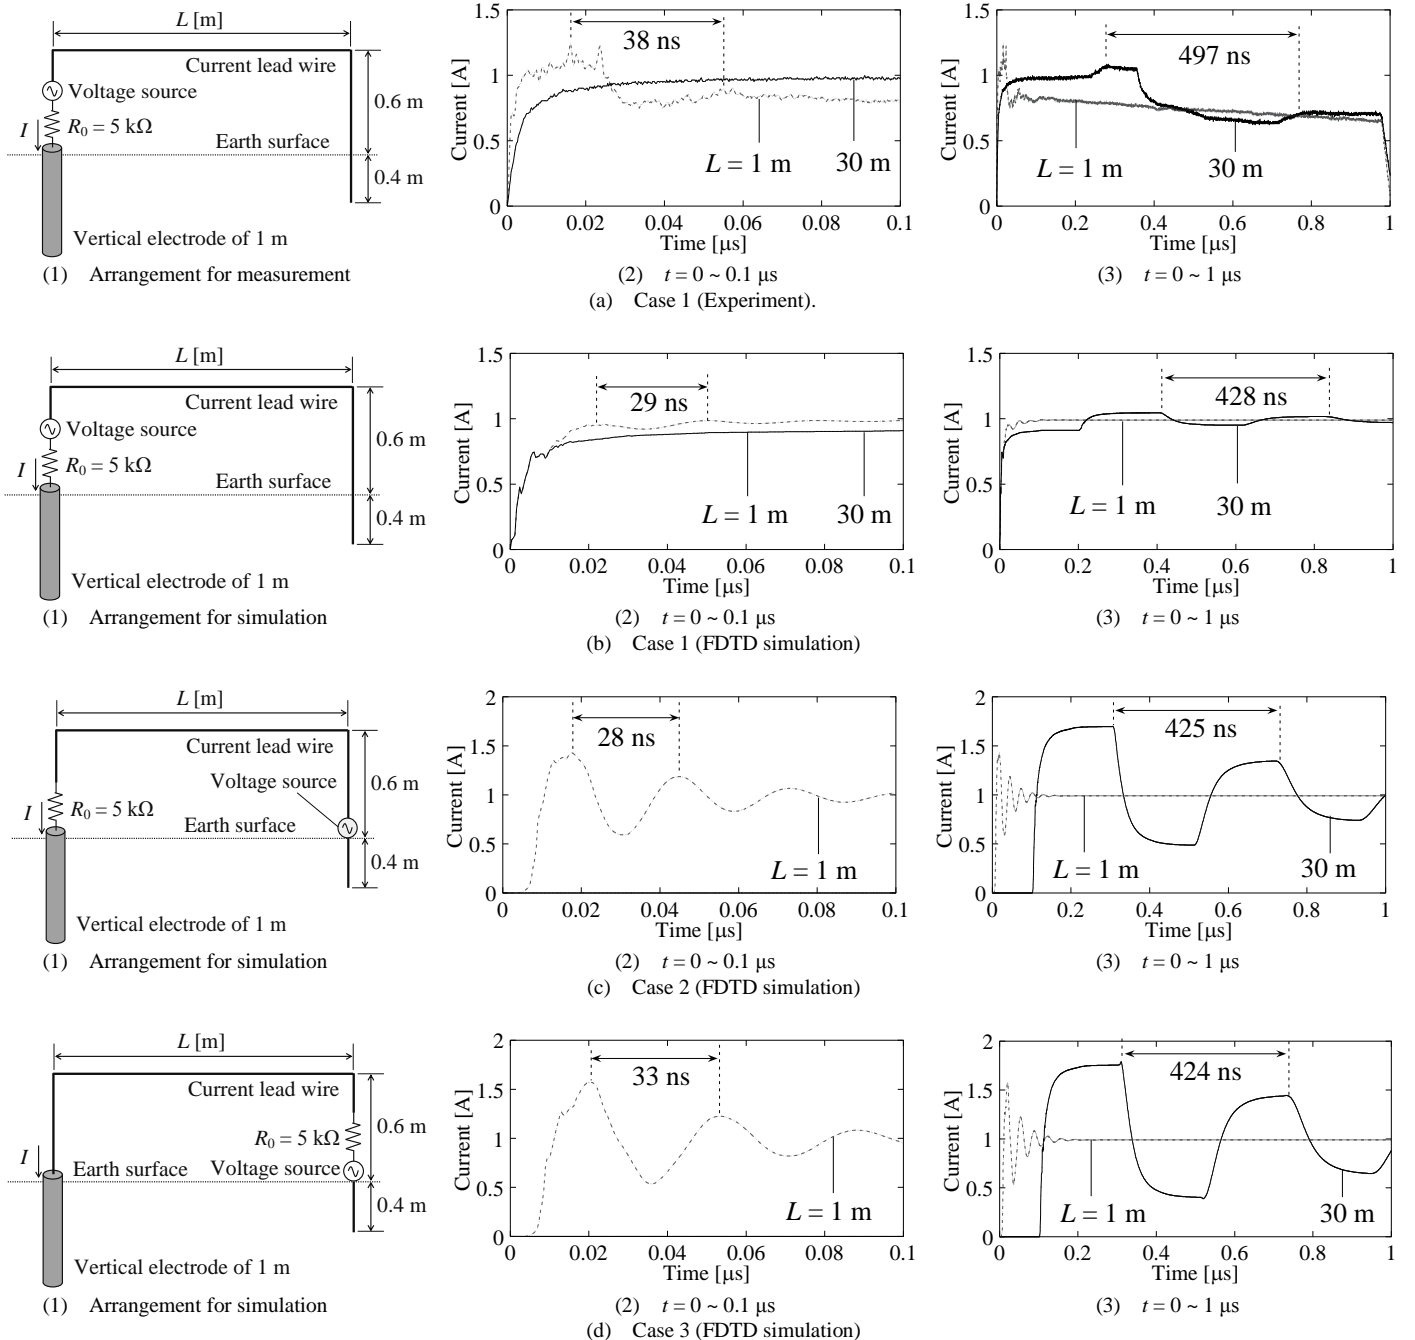 L [m]
Current lead wire
Voltage source
0.6 m
I
R0 = 5 kΩ
Earth surface
0.4 m
Vertical electrode of 1 m
(1) Arrangement for measurement
Current [A]
1.5
1
0.5
0
38 ns
L = 1 m
30 m
0 0.02 0.04 0.06 0.08 0.1
Time [μs]
(2) t = 0 ~ 0.1 μs
Current [A]
1.5
1
0.5
0
497 ns
L = 1 m
30 m
0 0.2 0.4 0.6 0.8 1
Time [μs]
(3) t = 0 ~ 1 μs
(a) Case 1 (Experiment).
L [m]
Current lead wire
Voltage source
0.6 m
I
R0 = 5 kΩ
Earth surface
0.4 m
Vertical electrode of 1 m
(1) Arrangement for simulation
Current [A]
1.5
1
0.5
0
29 ns
L = 1 m
30 m
0 0.02 0.04 0.06 0.08 0.1
Time [μs]
(2) t = 0 ~ 0.1 μs
Current [A]
1.5
1
0.5
0
428 ns
L = 1 m
30 m
0 0.2 0.4 0.6 0.8 1
Time [μs]
(3) t = 0 ~ 1 μs
(b) Case 1 (FDTD simulation)
L [m]
Current lead wire
Voltage source
0.6 m
I
R0 = 5 kΩ
Earth surface
0.4 m
Vertical electrode of 1 m
(1) Arrangement for simulation
Current [A]
2
1.5
1
0.5
0
28 ns
L = 1 m
0 0.02 0.04 0.06 0.08 0.1
Time [μs]
(2) t = 0 ~ 0.1 μs
Current [A]
2
1.5
1
0.5
0
425 ns
L = 1 m
30 m
0 0.2 0.4 0.6 0.8 1
Time [μs]
(3) t = 0 ~ 1 μs
(c) Case 2 (FDTD simulation)
L [m]
Current lead wire
R0 = 5 kΩ
0.6 m
I
Earth surface
Voltage source
0.4 m
Vertical electrode of 1 m
(1) Arrangement for simulation
Current [A]
2
1.5
1
0.5
0
33 ns
L = 1 m
0 0.02 0.04 0.06 0.08 0.1
Time [μs]
(2) t = 0 ~ 0.1 μs
Current [A]
2
1.5
1
0.5
0
424 ns
L = 1 m
30 m
0 0.2 0.4 0.6 0.8 1
Time [μs]
(3) t = 0 ~ 1 μs
(d) Case 3 (FDTD simulation)